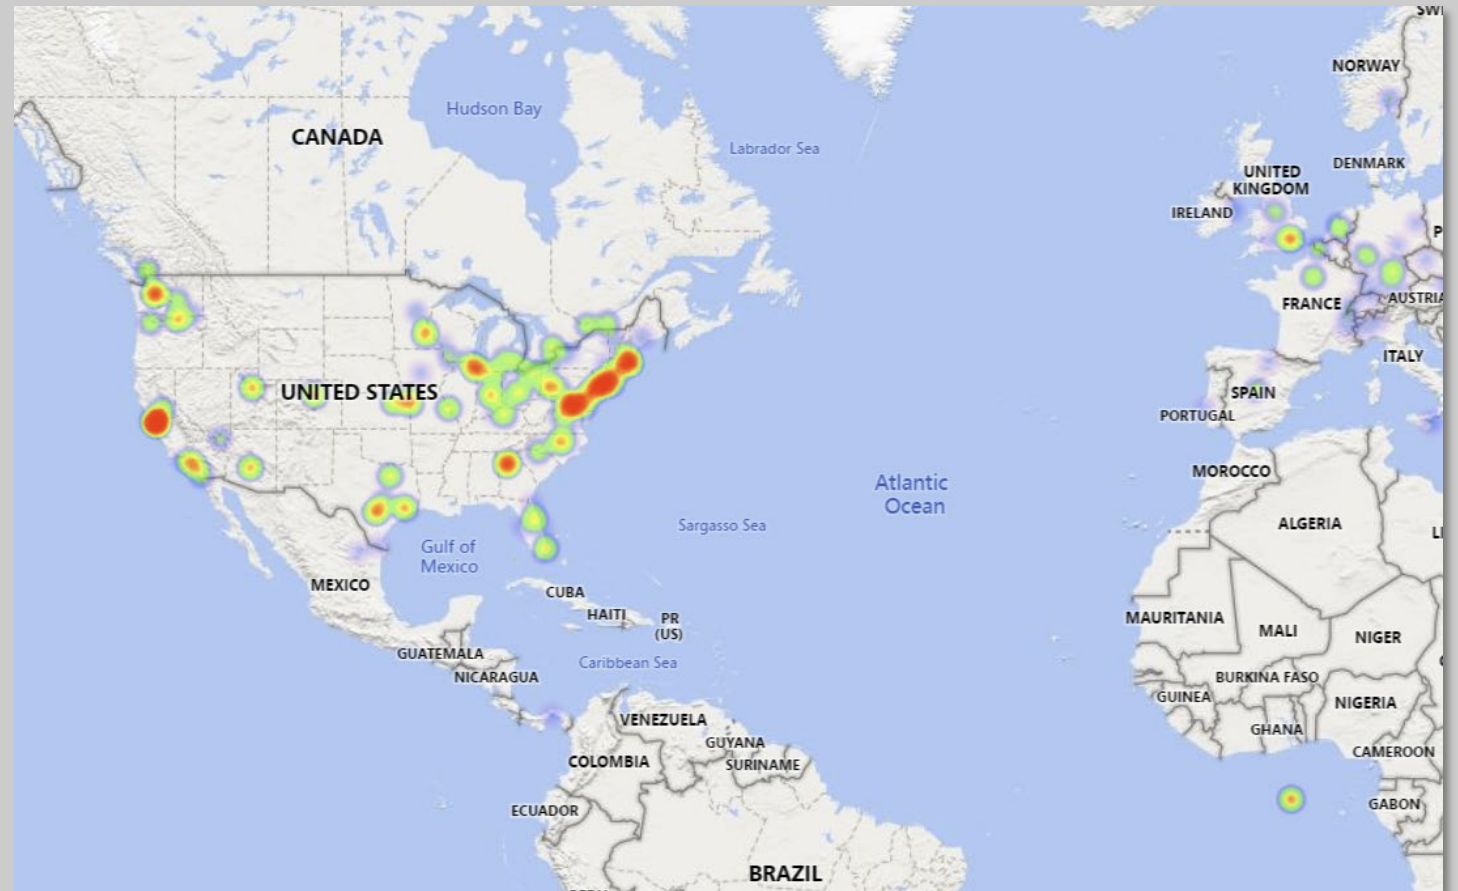 SWI
NORWAY
Hudson Bay
CANADA
Labrador Sea
DENMARK
UNITED
KINGDOM
IRELAND
P
FRANCE
AUSTRIA
ITALY
UNITED STATES
SPAIN
PORTUGAL
MOROCCO
Atlantic
Ocean
Sargasso Sea
ALGERIA
LI
Gulf of
Mexico
MEXICO
CUBA
HAITI
PR
(US)
MAURITANIA
MALI
NIGER
GUATEMALA
Caribbean Sea
NICARAGUA
BURKINA FASO
GUINEA
NIGERIA
VENEZUELA
GHANA
GUYANA
CAMEROON
COLOMBIA
SURINAME
ECUADOR
GABON
BRAZIL